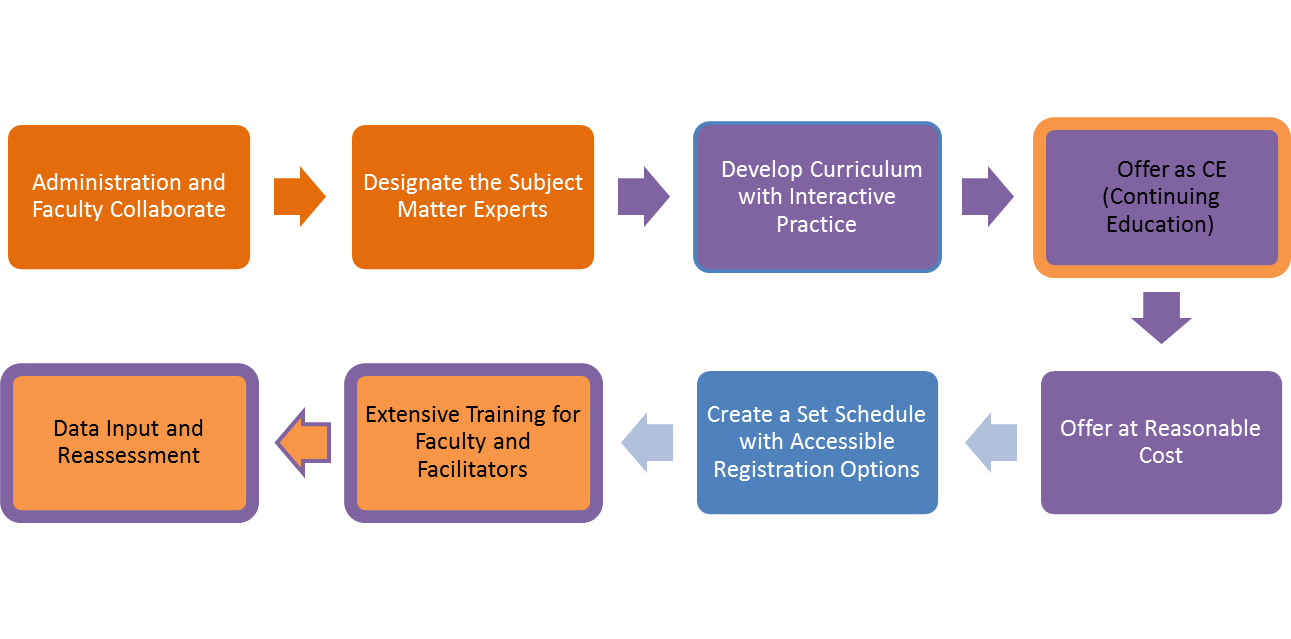 Administration and
Faculty Collaborate
Designate the Subject
Matter Experts
Develop Curriculum
with Interactive
Practice
Offer as CE
(Continuing
Education)
Offer at Reasonable
Cost
Create a Set Schedule
with Accessible
Registration Options
Extensive Training for
Faculty and
Facilitators
Data Input and
Reassessment